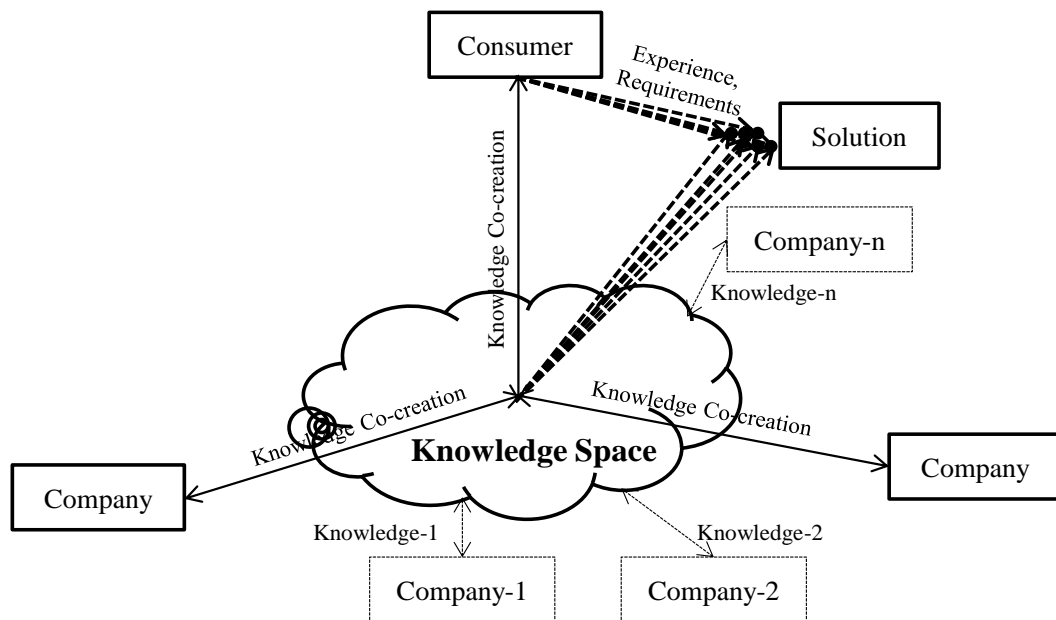 Consumer
Experience,
Requirements
Solution
Knowledge Co-creation
Company-n
Knowledge-n
Knowledge Co-creation
Knowledge Co-creation
Knowledge Space
Company
Company
Knowledge-1
Knowledge-2
Company-1
Company-2